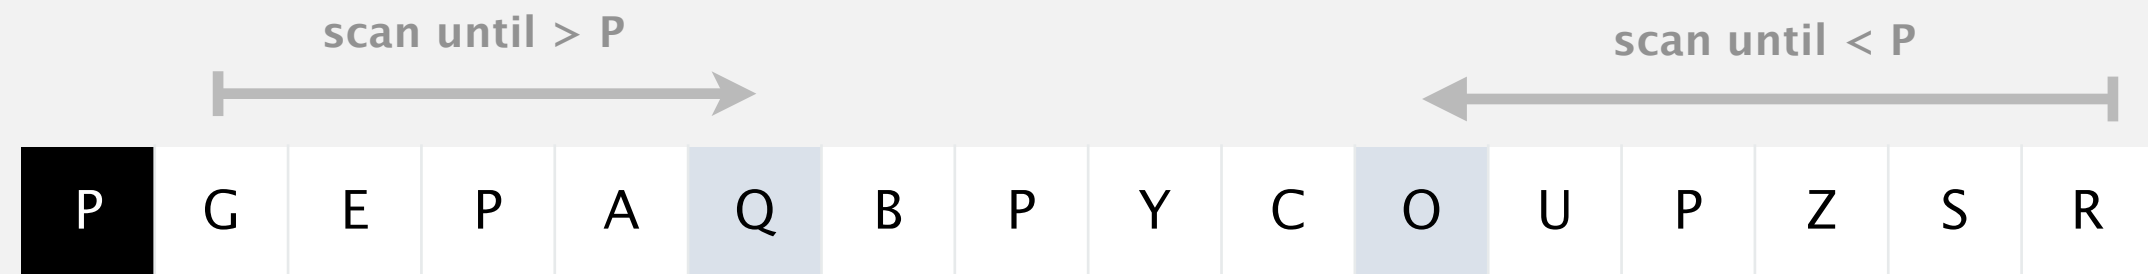 scan until > P
scan until < P
P G E P A Q B P Y C O U P Z S R